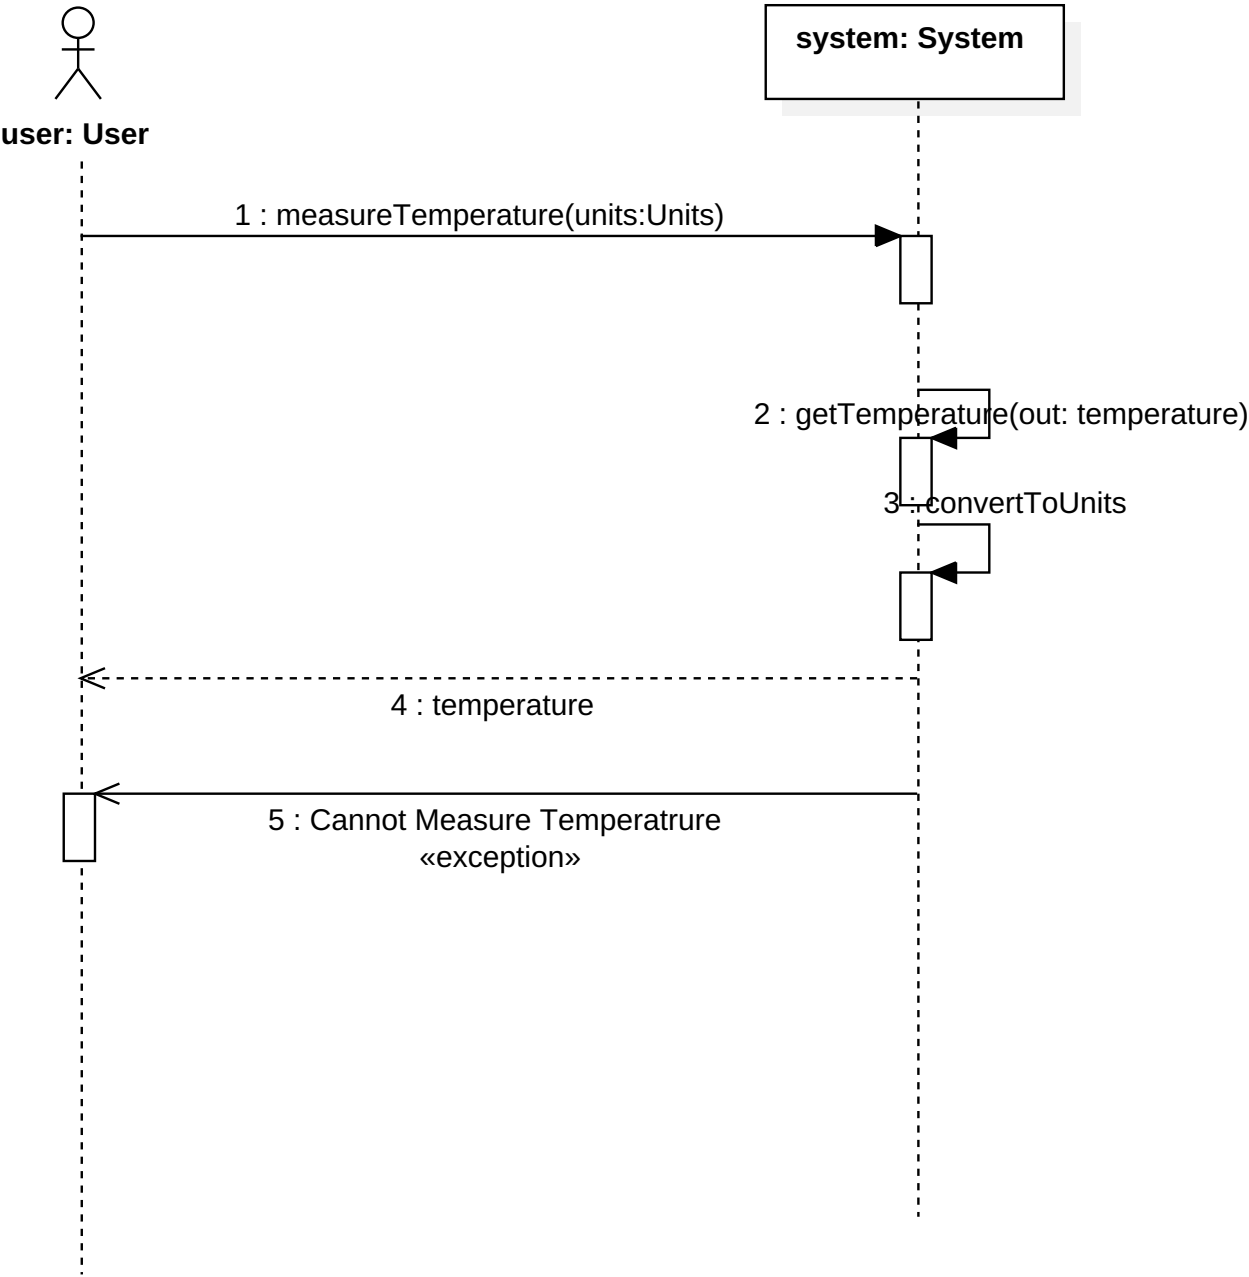 system: System
user: User
1 : measureTemperature(units:Units)
2 : getTemperature(out: temperature)
3 : convertToUnits
4 : temperature
5 : Cannot Measure Temperatrure
«exception»